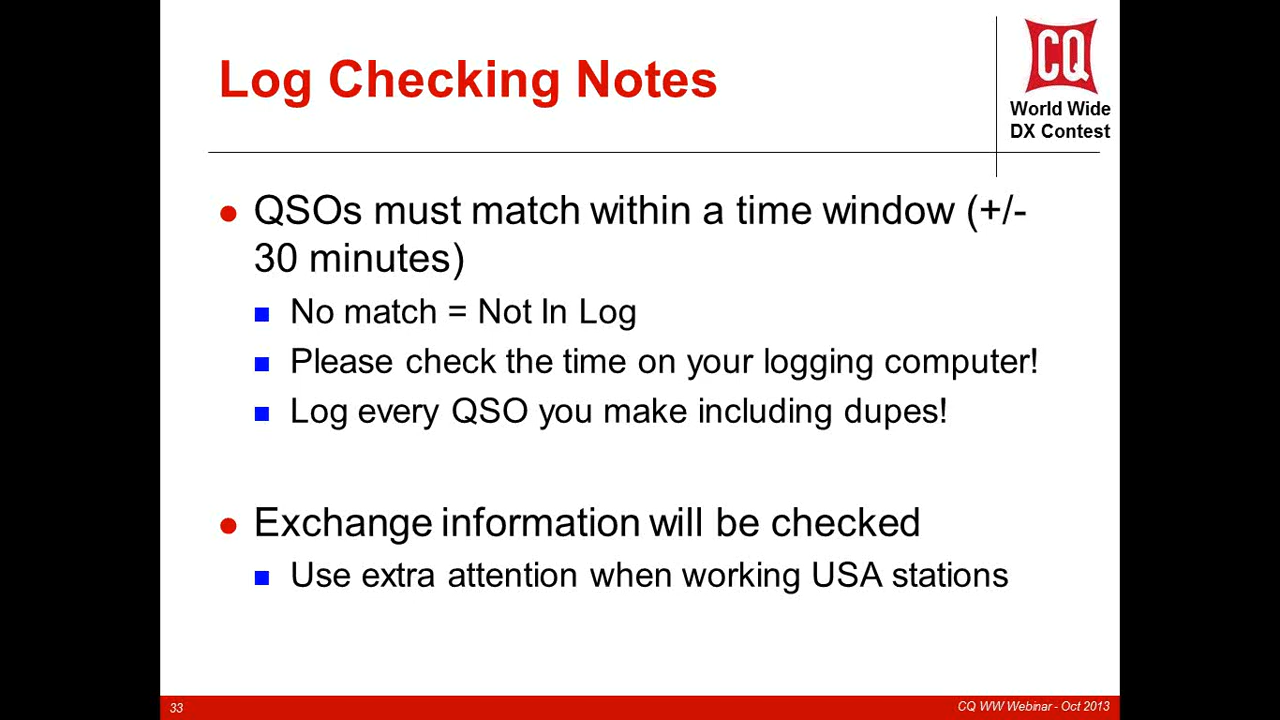 Log Checking Notes
CQ
World Wide
DX Contest
QSOs must match within a time window (+/-
30 minutes)
No match = Not In Log
Please check the time on your logging computer!
Log every QSO you make including dupes!
Exchange information will be checked
Use extra attention when working USA stations
33
CQ WW Webinar - Oct 2013